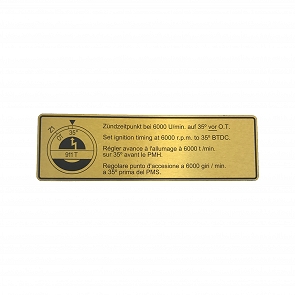 Z1
OT
35°
911 T
Zündzeitpunkt bei 6000 U/min. auf 35° vor O.T.
Set ignition timing at 6000 r.p.m. to 35° BTDC.
Régler avance à l'allumage à 6000 t /min.
sur 35° avant le PMH.
Regolare punto d'accesione a 6000 giri / min.
a 35° prima del PMS.